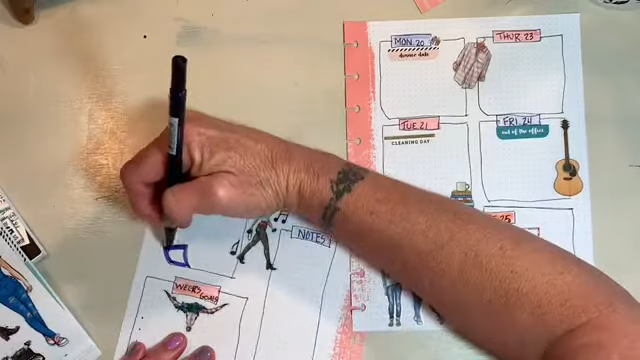 MON. 20
dinner date
THUR. 23
TUE. 21
CLEANING DAY
FRI. 24
out of the office
25
NOTES
WEEK'S
GOALS